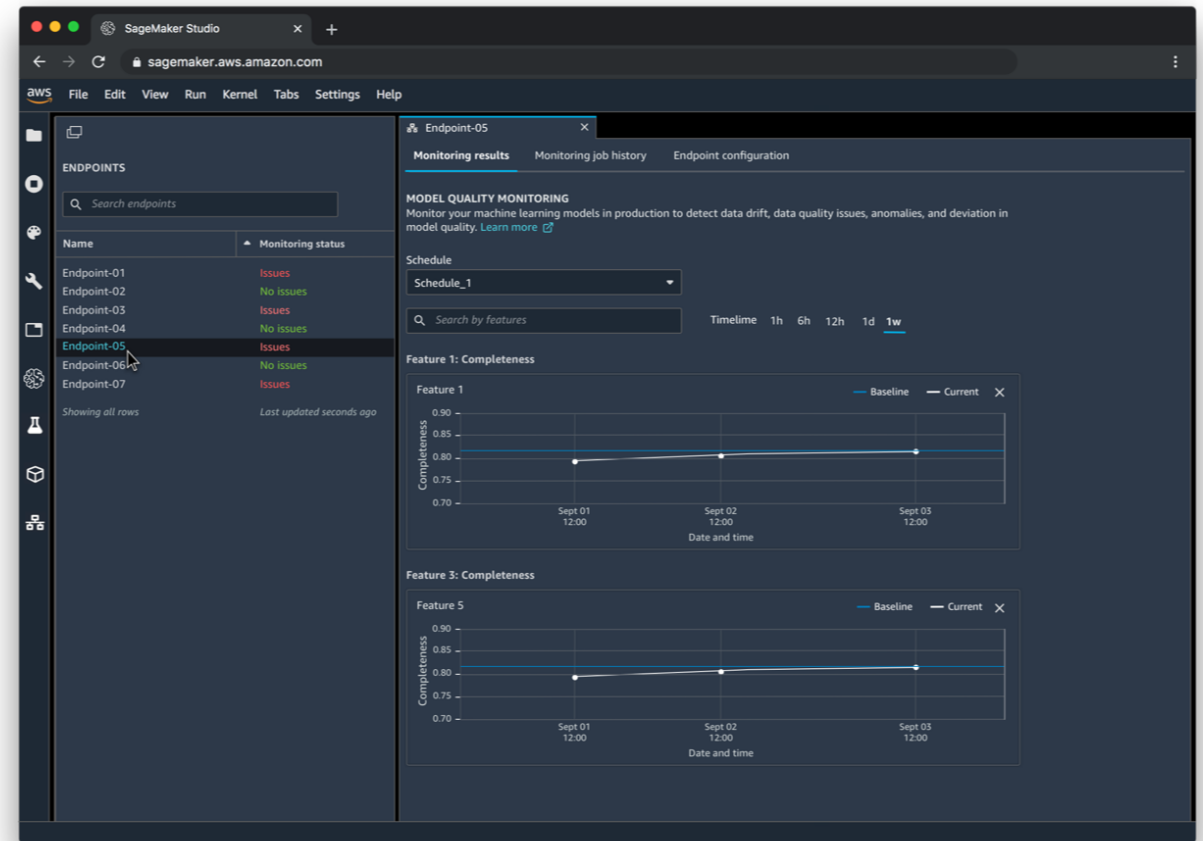 SageMaker Studio
sagemaker.aws.amazon.com
aws File Edit View Run Kernel Tabs Settings Help
ENDPOINTS
Search endpoints
Name Monitoring status
Endpoint-01 Issues
Endpoint-02 No issues
Endpoint-03 Issues
Endpoint-04 No issues
Endpoint-05 Issues
Endpoint-06 No issues
Endpoint-07 Issues
Showing all rows Last updated seconds ago
Endpoint-05
Monitoring results Monitoring job history Endpoint configuration
MODEL QUALITY MONITORING
Monitor your machine learning models in production to detect data drift, data quality issues, anomalies, and deviation in
model quality. Learn more
Schedule
Schedule_1
Search by features
Timelime 1h 6h 12h 1d 1w
Feature 1: Completeness
Feature 1 Baseline Current
Completeness
0.90
0.85
0.80
0.75
0.70
Sept 01 Sept 02 Sept 03
12:00 12:00 12:00
Date and time
Feature 3: Completeness
Feature 5 Baseline Current
Completeness
0.90
0.85
0.80
0.75
0.70
Sept 01 Sept 02 Sept 03
12:00 12:00 12:00
Date and time